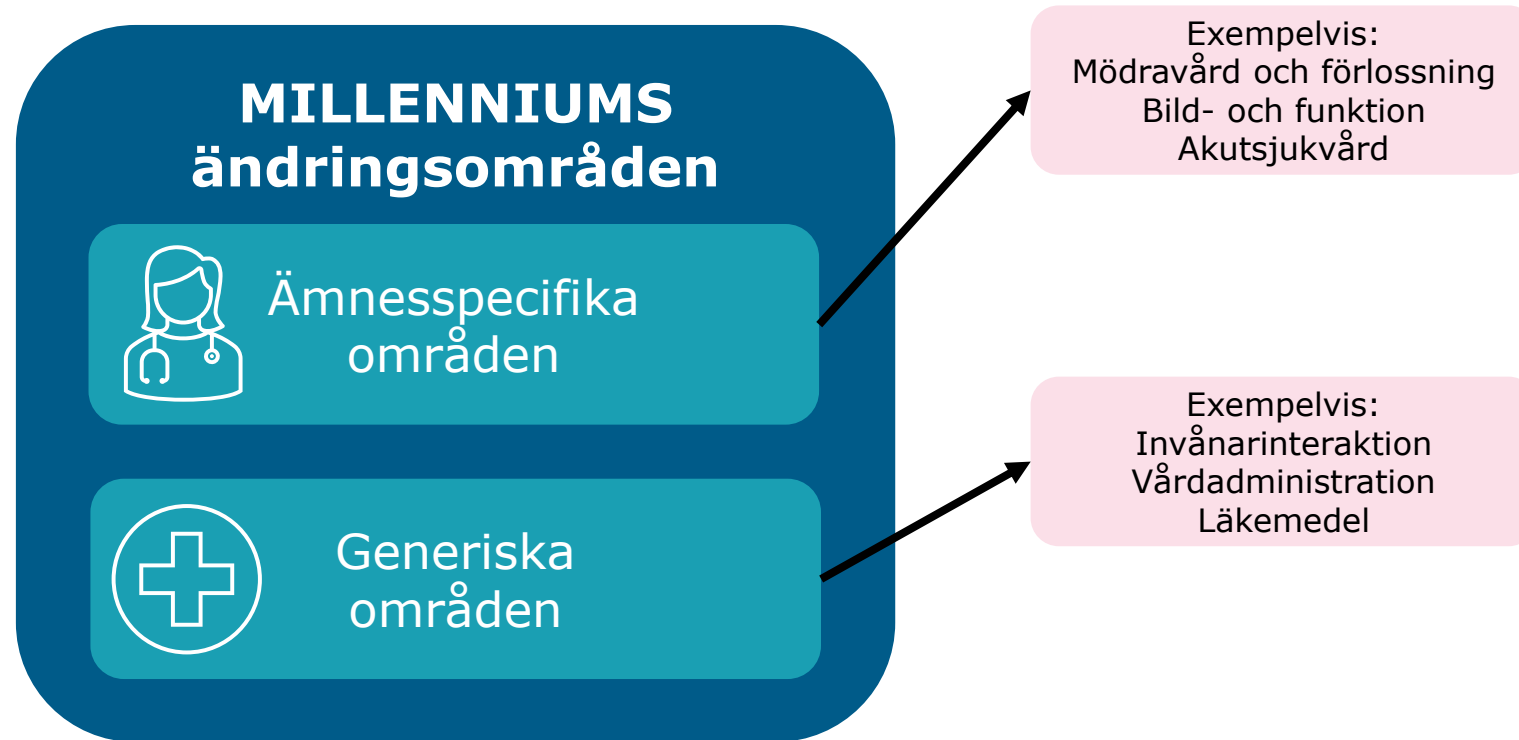 MILLENNIUMS
ändringsområden
Ämnesspecifika
områden
Generiska
områden
Exempelvis:
Mödravård och förlossning
Bild- och funktion
Akutsjukvård
Exempelvis:
Invånarinteraktion
Vårdadministration
Läkemedel